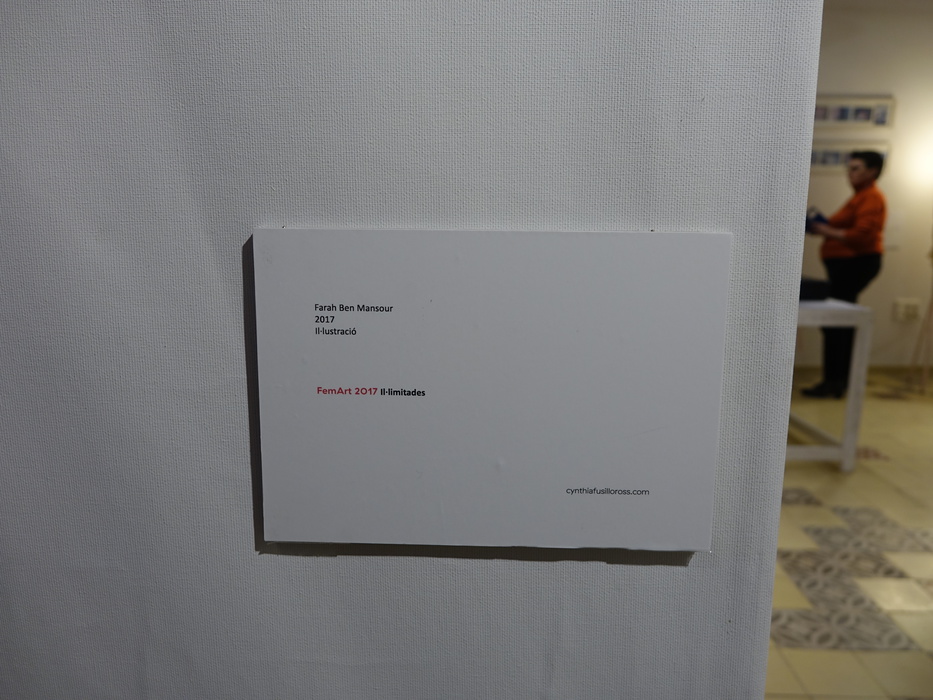 Farah Ben Mansour
2017
Il·lustració
FemArt 2017 Il·limitades
cynthiafusilloross.com